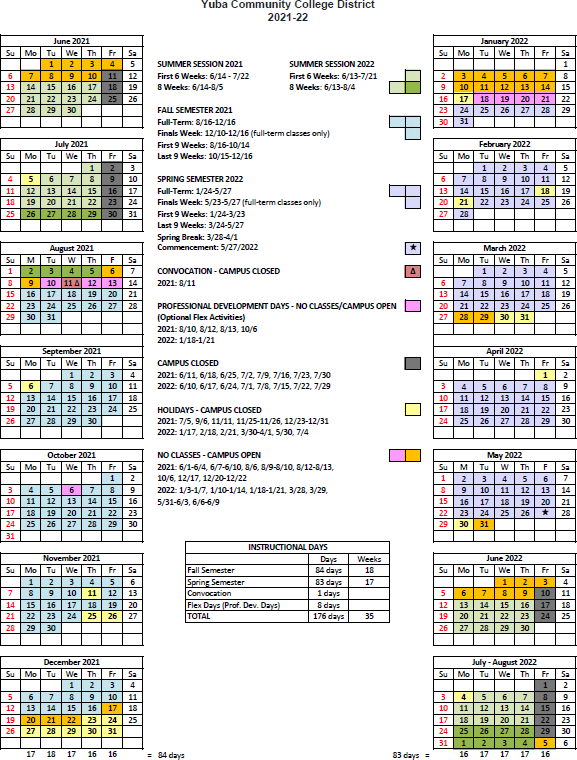 Yuba Community College District
2021-22
June 2021
Su Mo Tu We Th Fr Sa
1 2 3 4 5
6 7 8 9 10 11 12
13 14 15 16 17 18 19
20 21 22 23 24 25 26
27 28 29 30
July 2021
Su Mo Tu We Th Fr Sa
1 2 3
4 5 6 7 8 9 10
11 12 13 14 15 16 17
18 19 20 21 22 23 24
25 26 27 28 29 30 31
August 2021
Su M Tu W Th F Sa
1 2 3 4 5 6 7
8 9 10 11 Δ 12 13 14
15 16 17 18 19 20 21
22 23 24 25 26 27 28
29 30 31
September 2021
Su Mo Tu We Th Fr Sa
1 2 3 4
5 6 7 8 9 10 11
12 13 14 15 16 17 18
19 20 21 22 23 24 25
26 27 28 29 30
October 2021
Su Mo Tu We Th Fr Sa
1 2
3 4 5 6 7 8 9
10 11 12 13 14 15 16
17 18 19 20 21 22 23
24 25 26 27 28 29 30
31
November 2021
Su Mo Tu We Th Fr Sa
1 2 3 4 5 6
7 8 9 10 11 12 13
14 15 16 17 18 19 20
21 22 23 24 25 26 27
28 29 30
December 2021
Su Mo Tu We Th Fr Sa
1 2 3 4
5 6 7 8 9 10 11
12 13 14 15 16 17 18
19 20 21 22 23 24 25
26 27 28 29 30 31
17 18 17 16 16 = 84 days
SUMMER SESSION 2021 SUMMER SESSION 2022
First 6 Weeks: 6/14 - 7/22 First 6 Weeks: 6/13-7/21
8 Weeks: 6/14-8/5 8 Weeks: 6/13-8/4
FALL SEMESTER 2021
Full-Term: 8/16-12/16
Finals Week: 12/10-12/16 (full-term classes only)
First 9 Weeks: 8/16-10/14
Last 9 Weeks: 10/15-12/16
SPRING SEMESTER 2022
Full-Term: 1/24-5/27
Finals Week: 5/23-5/27 (full-term classes only)
First 9 Weeks: 1/24-3/23
Last 9 Weeks: 3/24-5/27
Spring Break: 3/28-4/1
Commencement: 5/27/2022 ★
CONVOCATION - CAMPUS CLOSED Δ
2021: 8/11
PROFESSIONAL DEVELOPMENT DAYS - NO CLASSES/CAMPUS OPEN
(Optional Flex Activities)
2021: 8/10, 8/12, 8/13, 10/6
2022: 1/18-1/21
CAMPUS CLOSED
2021: 6/11, 6/18, 6/25, 7/2, 7/9, 7/16, 7/23, 7/30
2022: 6/10, 6/17, 6/24, 7/1, 7/8, 7/15, 7/22, 7/29
HOLIDAYS - CAMPUS CLOSED
2021: 7/5, 9/6, 11/11, 11/25-11/26, 12/23-12/31
2022: 1/17, 2/18, 2/21, 3/30-4/1, 5/30, 7/4
NO CLASSES - CAMPUS OPEN
2021: 6/1-6/4, 6/7-6/10, 8/6, 8/9-8/10, 8/12-8/13,
10/6, 12/17, 12/20-12/22
2022: 1/3-1/7, 1/10-1/14, 1/18-1/21, 3/28, 3/29,
5/31-6/3, 6/6-6/9
INSTRUCTIONAL DAYS
Days Weeks
Fall Semester 84 days 18
Spring Semester 83 days 17
Convocation 1 days
Flex Days (Prof. Dev. Days) 8 days
TOTAL 176 days 35
January 2022
Su Mo Tu We Th Fr Sa
1
2 3 4 5 6 7 8
9 10 11 12 13 14 15
16 17 18 19 20 21 22
23 24 25 26 27 28 29
30 31
February 2022
Su Mo Tu We Th Fr Sa
1 2 3 4 5
6 7 8 9 10 11 12
13 14 15 16 17 18 19
20 21 22 23 24 25 26
27 28
March 2022
Su Mo Tu We Th Fr Sa
1 2 3 4 5
6 7 8 9 10 11 12
13 14 15 16 17 18 19
20 21 22 23 24 25 26
27 28 29 30 31
April 2022
Su Mo Tu We Th Fr Sa
1 2
3 4 5 6 7 8 9
10 11 12 13 14 15 16
17 18 19 20 21 22 23
24 25 26 27 28 29 30
May 2022
Su M Tu W Th F Sa
1 2 3 4 5 6 7
8 9 10 11 12 13 14
15 16 17 18 19 20 21
22 23 24 25 26 ★ 28
29 30 31
June 2022
Su Mo Tu We Th Fr Sa
1 2 3 4
5 6 7 8 9 10 11
12 13 14 15 16 17 18
19 20 21 22 23 24 25
26 27 28 29 30
July - August 2022
Su Mo Tu We Th Fr Sa
1 2
3 4 5 6 7 8 9
10 11 12 13 14 15 16
17 18 19 20 21 22 23
24 25 26 27 28 29 30
31 1 2 3 4 5 6
83 days = 16 17 17 17 16